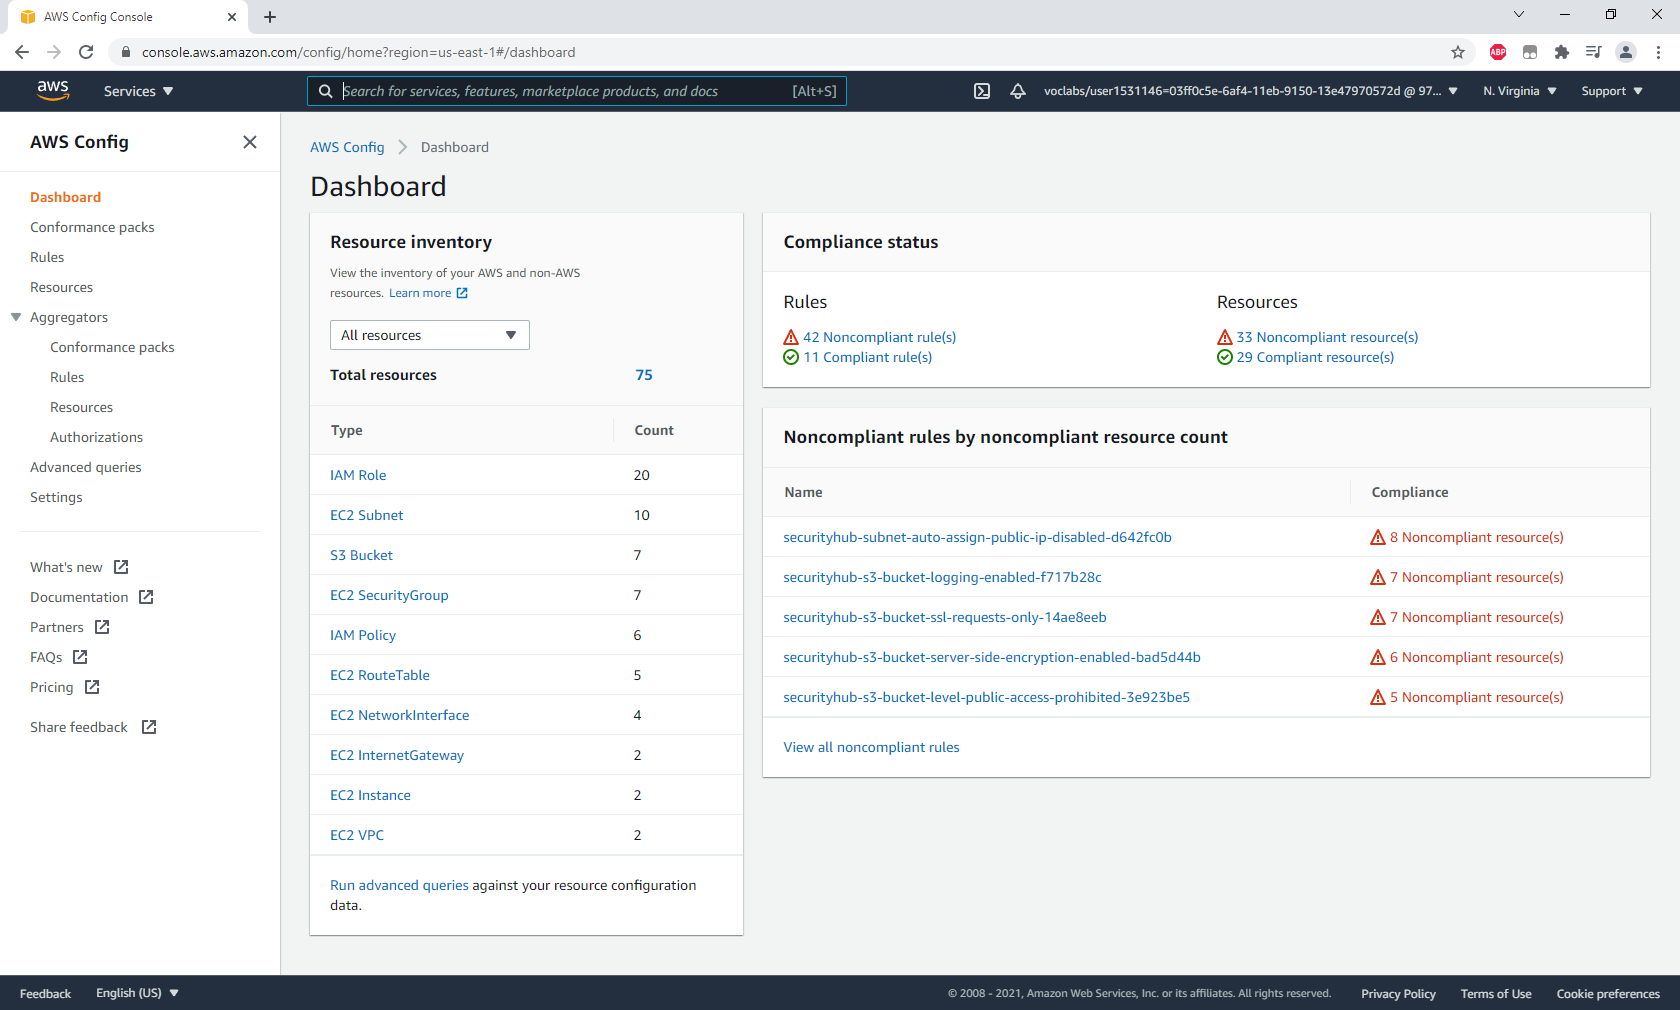 AWS Config Console
console.aws.amazon.com/config/home?region=us-east-1#/dashboard
ABP
aws
Services
Search for services, features, marketplace products, and docs
[Alt+S]
voclabs/user1531146=03ff0c5e-6af4-11eb-9150-13e47970572d @ 97...
N. Virginia
Support
AWS Config
Dashboard
Conformance packs
Rules
Resources
Aggregators
Conformance packs
Rules
Resources
Authorizations
Advanced queries
Settings
What's new
Documentation
Partners
FAQs
Pricing
Share feedback
AWS Config
Dashboard
Dashboard
Resource inventory
View the inventory of your AWS and non-AWS
resources. Learn more
All resources
Total resources 75
Type Count
IAM Role 20
EC2 Subnet 10
S3 Bucket 7
EC2 SecurityGroup 7
IAM Policy 6
EC2 RouteTable 5
EC2 NetworkInterface 4
EC2 InternetGateway 2
EC2 Instance 2
EC2 VPC 2
Run advanced queries against your resource configuration
data.
Compliance status
Rules
42 Noncompliant rule(s)
11 Compliant rule(s)
Resources
33 Noncompliant resource(s)
29 Compliant resource(s)
Noncompliant rules by noncompliant resource count
Name Compliance
securityhub-subnet-auto-assign-public-ip-disabled-d642fc0b 8 Noncompliant resource(s)
securityhub-s3-bucket-logging-enabled-f717b28c 7 Noncompliant resource(s)
securityhub-s3-bucket-ssl-requests-only-14ae8eeb 7 Noncompliant resource(s)
securityhub-s3-bucket-server-side-encryption-enabled-bad5d44b 6 Noncompliant resource(s)
securityhub-s3-bucket-level-public-access-prohibited-3e923be5 5 Noncompliant resource(s)
View all noncompliant rules
Feedback
English (US)
© 2008 - 2021, Amazon Web Services, Inc. or its affiliates. All rights reserved.
Privacy Policy
Terms of Use
Cookie preferences